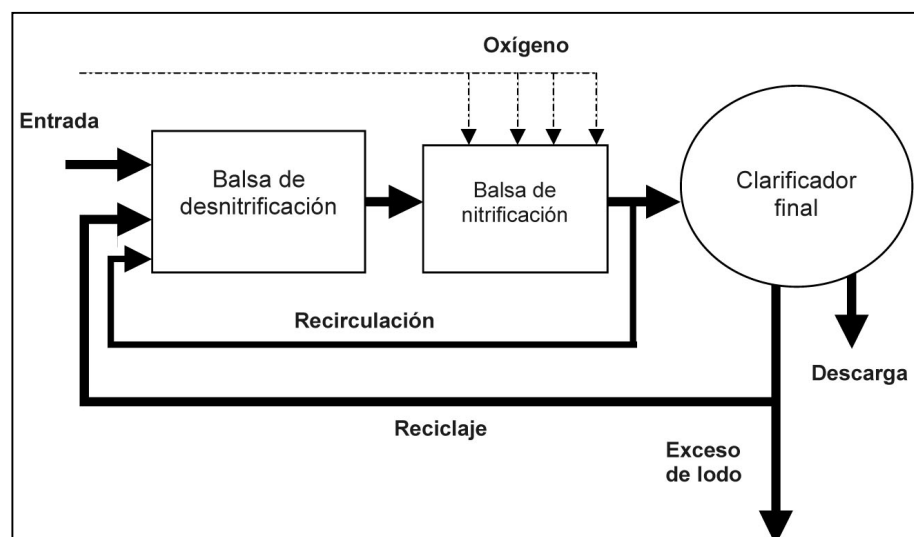 Oxígeno
Entrada
Balsa de
desnitrificación
Balsa de
nitrificación
Clarificador
final
Recirculación
Descarga
Reciclaje
Exceso
de lodo